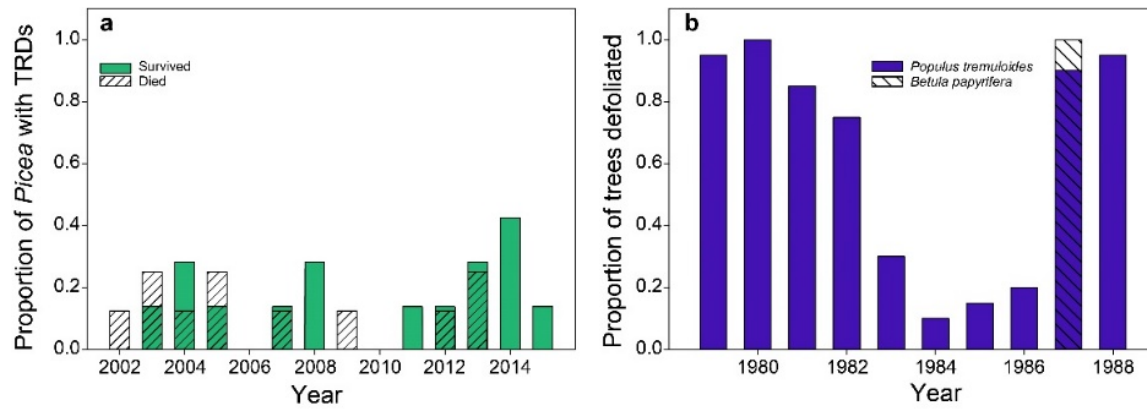 a
Proportion of Picea with TRDs
1.0
0.8
0.6
0.4
0.2
0.0
Survived
Died
2002 2004 2006 2008 2010 2012 2014
Year
b
Proportion of trees defoliated
1.0
0.8
0.6
0.4
0.2
0.0
Populus tremuloides
Betula papyrifera
1980 1982 1984 1986 1988
Year